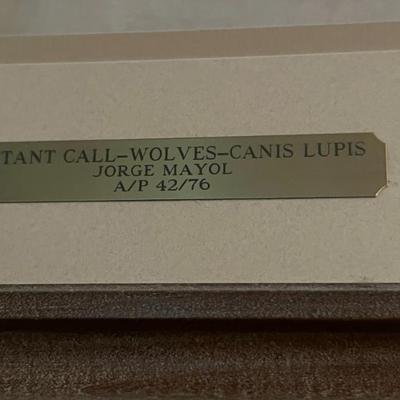 TANT CALL–WOLVES–CANIS LUPIS
JORGE MAYOL
A/P 42/76